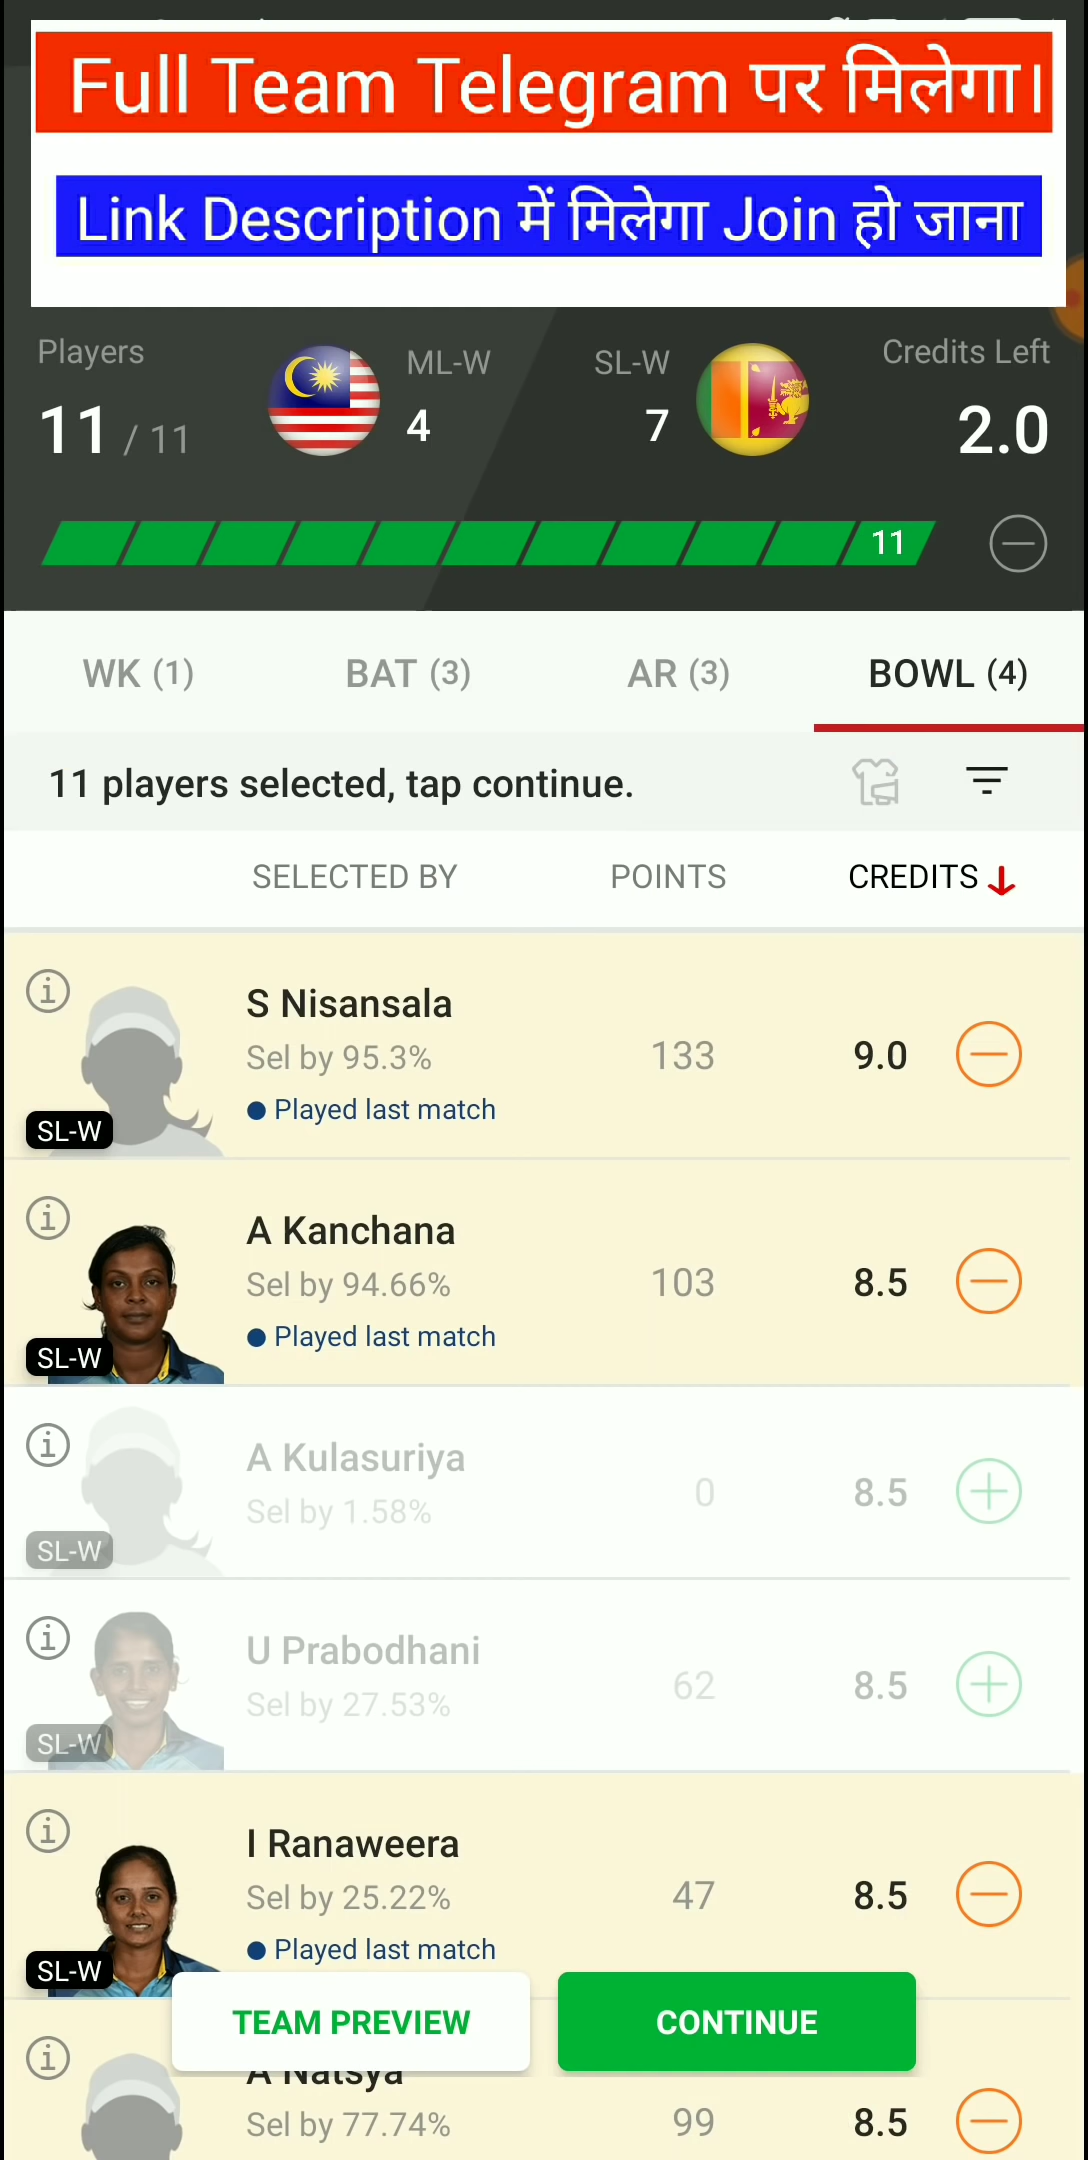 Full Team Telegram पर मिलेगा।
Link Description में मिलेगा Join हो जाना
Players
ML-W
SL-W
Credits Left
11 / 11
4
7
2.0
11
WK (1)
BAT (3)
AR (3)
BOWL (4)
11 players selected, tap continue.
SELECTED BY
POINTS
CREDITS
S Nisansala
Sel by 95.3%
133
9.0
Played last match
SL-W
A Kanchana
Sel by 94.66%
103
8.5
Played last match
SL-W
A Kulasuriya
Sel by 1.58%
0
8.5
SL-W
U Prabodhani
Sel by 27.53%
62
8.5
SL-W
I Ranaweera
Sel by 25.22%
47
8.5
Played last match
SL-W
TEAM PREVIEW
CONTINUE
A Natsya
Sel by 77.74%
99
8.5